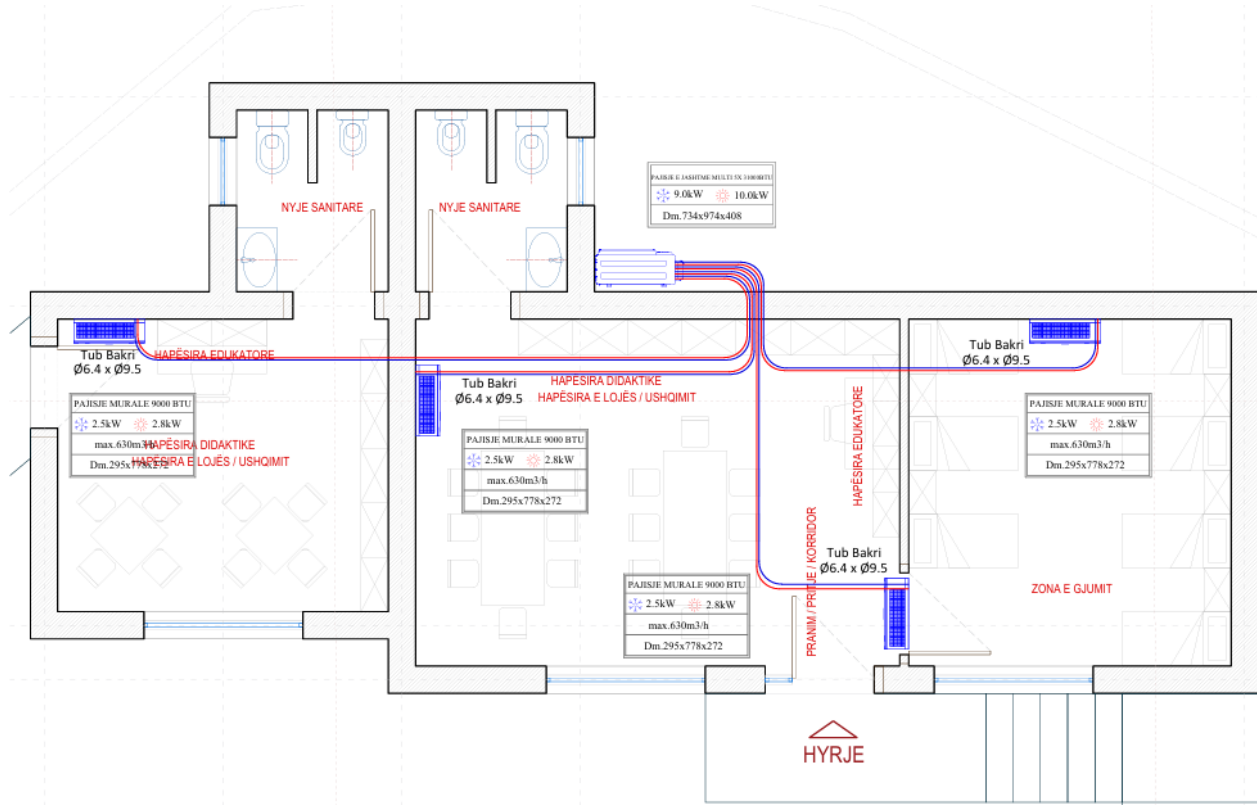 NYJE SANITARE
NYJE SANITARE
PAJISJE E JASHTME MULTI 5X 31000BTU
9.0kW 10.0kW
Dm.734x974x408
Tub Bakri
Ø6.4 x Ø9.5
HAPËSIRA EDUKATORE
PAJISJE MURALE 9000 BTU
2.5kW 2.8kW
max.630m3/h
Dm.295x778x272
HAPËSIRA DIDAKTIKE
HAPËSIRA E LOJËS / USHQIMIT
Tub Bakri
Ø6.4 x Ø9.5
HAPËSIRA DIDAKTIKE
HAPËSIRA E LOJËS / USHQIMIT
PAJISJE MURALE 9000 BTU
2.5kW 2.8kW
max.630m3/h
Dm.295x778x272
HAPËSIRA EDUKATORE
Tub Bakri
Ø6.4 x Ø9.5
PAJISJE MURALE 9000 BTU
2.5kW 2.8kW
max.630m3/h
Dm.295x778x272
Tub Bakri
Ø6.4 x Ø9.5
PAJISJE MURALE 9000 BTU
2.5kW 2.8kW
max.630m3/h
Dm.295x778x272
PRANIM / PRITJE / KORRIDOR
ZONA E GJUMIT
HYRJE